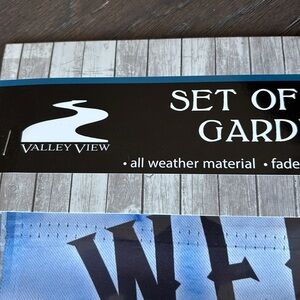 SET OF
GARD
VALLEY VIEW
• all weather material • fade
WE